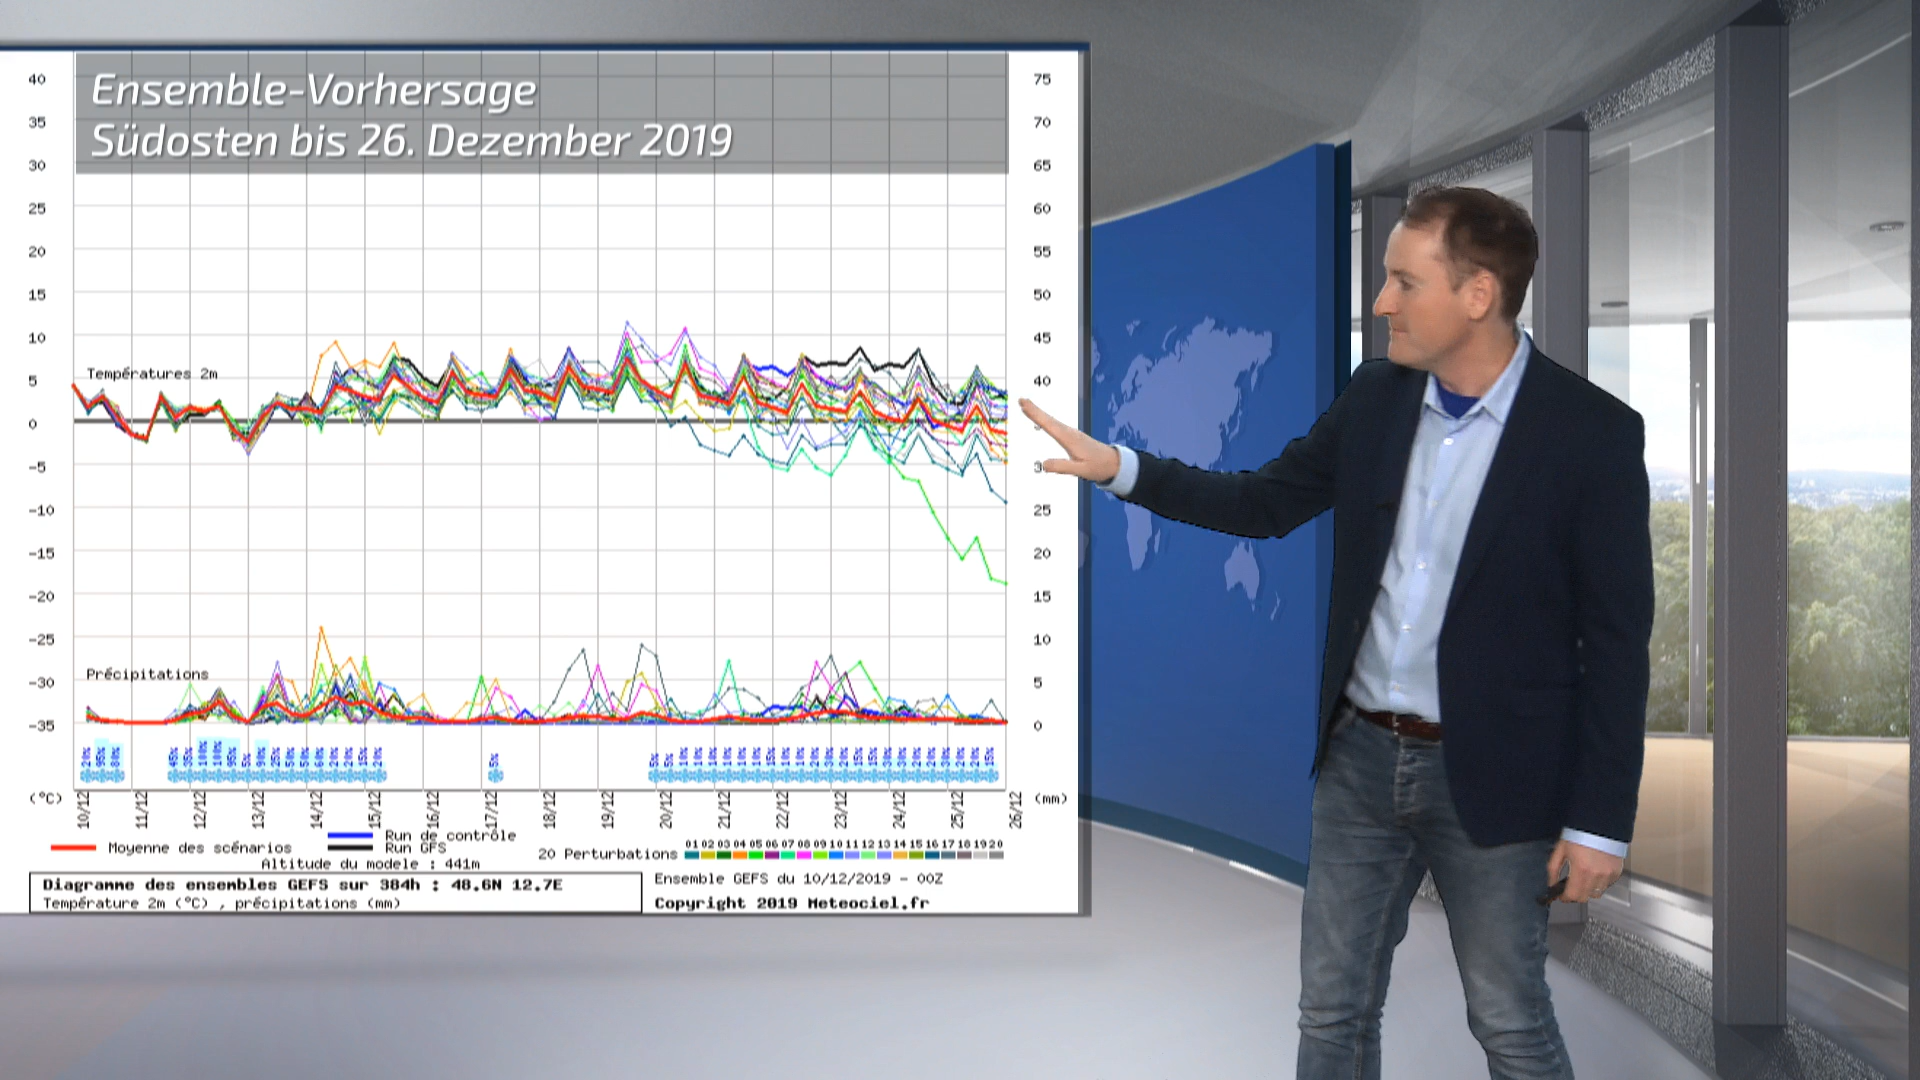 Ensemble-Vorhersage
Südosten bis 26. Dezember 2019
40
35
30
25
20
15
10
5
0
-5
-10
-15
-20
-25
-30
-35
(°C)
75
70
65
60
55
50
45
40
25
20
15
10
5
0
(mm)
Températures 2m
Précipitations
10/12
11/12
12/12
13/12
14/12
15/12
16/12
17/12
18/12
19/12
20/12
21/12
22/12
23/12
24/12
25/12
26/12
Moyenne des scénarios
Run de contrôle
Run GFS
Altitude du modele : 441m
20 Perturbations
01 02 03 04 05 06 07 08 09 10 11 12 13 14 15 16 17 18 19 20
Diagramme des ensembles GEFS sur 384h : 48.6N 12.7E
Température 2m (°C) , précipitations (mm)
Ensemble GEFS du 10/12/2019 - 00Z
Copyright 2019 Meteociel.fr